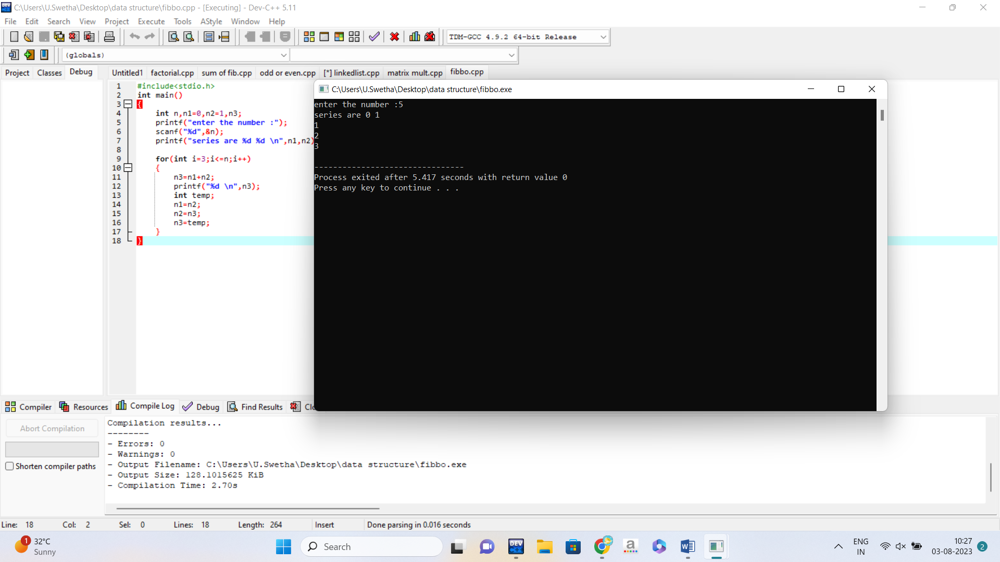 C:\Users\U.Swetha\Desktop\data structure\fibbo.cpp - [Executing] - Dev-C++ 5.11
File Edit Search View Project Execute Tools AStyle Window Help
TDM-GCC 4.9.2 64-bit Release
(globals)
Project Classes Debug
Untitled1 factorial.cpp sum of fib.cpp odd or even.cpp [*] linkedlist.cpp matrix mult.cpp fibbo.cpp
1 #include<stdio.h>
2 int main()
3 {
4 int n,n1=0,n2=1,n3;
5 printf("enter the number :");
6 scanf("%d",&n);
7 printf("series are %d %d \n",n1,n2)
8
9 for(int i=3;i<=n;i++)
10 {
11 n3=n1+n2;
12 printf("%d \n",n3);
13 int temp;
14 n1=n2;
15 n2=n3;
16 n3=temp;
17 }
18 }
C:\Users\U.Swetha\Desktop\data structure\fibbo.exe
enter the number :5
series are 0 1
1
2
3
--------------------------------
Process exited after 5.417 seconds with return value 0
Press any key to continue . . .
Compiler Resources Compile Log Debug Find Results Clo
Abort Compilation
Shorten compiler paths
Compilation results...
--------
- Errors: 0
- Warnings: 0
- Output Filename: C:\Users\U.Swetha\Desktop\data structure\fibbo.exe
- Output Size: 128.1015625 KiB
- Compilation Time: 2.70s
Line: 18 Col: 2 Sel: 0 Lines: 18 Length: 264 Insert Done parsing in 0.016 seconds
1
32°C
Sunny
Search
DEV C++
a
W
ENG
IN
10:27
03-08-2023
2